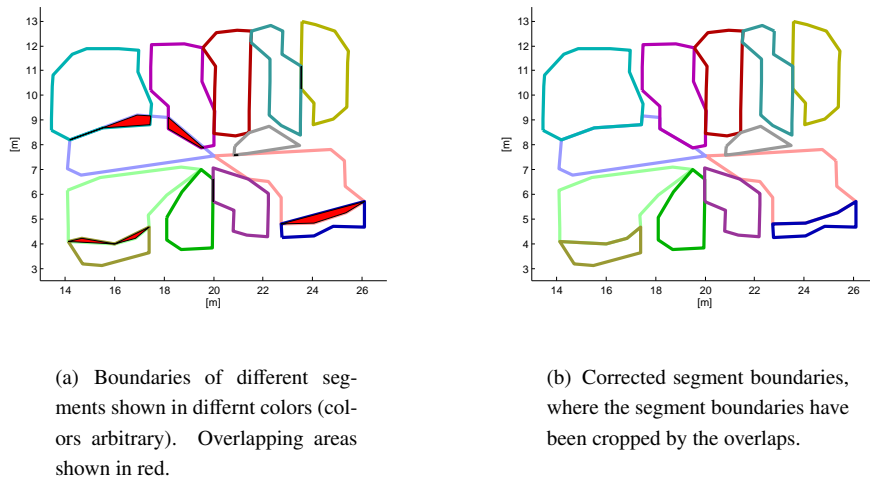 13
12
11
10
9
8
7
6
5
4
3
[m]
14 16 18 20 22 24 26
[m]
13
12
11
10
9
8
7
6
5
4
3
[m]
14 16 18 20 22 24 26
[m]
(a) Boundaries of different seg-
ments shown in differnt colors (col-
ors arbitrary). Overlapping areas
shown in red.
(b) Corrected segment boundaries,
where the segment boundaries have
been cropped by the overlaps.